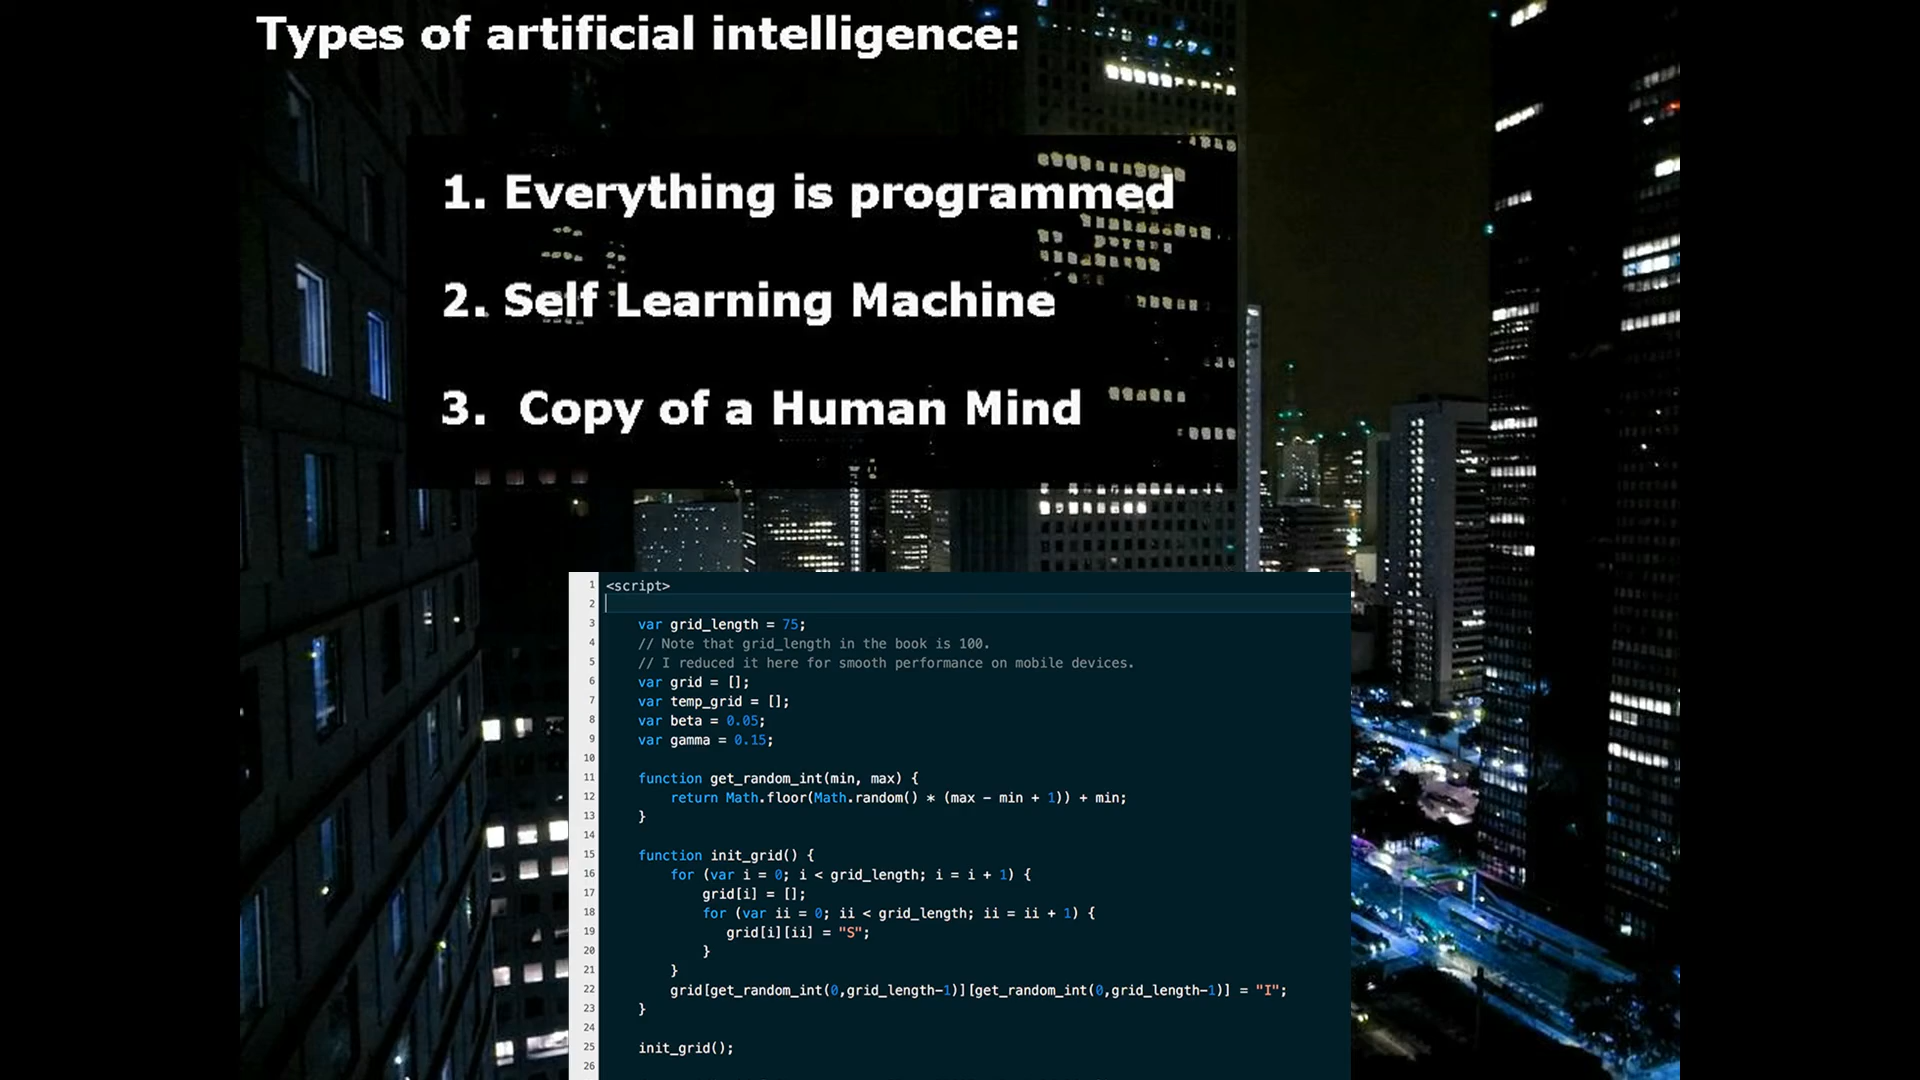 Types of artificial intelligence:
1. Everything is programmed
2. Self Learning Machine
3. Copy of a Human Mind
1 <script>
2
3 var grid_length = 75;
4 // Note that grid_length in the book is 100.
5 // I reduced it here for smooth performance on mobile devices.
6 var grid = [];
7 var temp_grid = [];
8 var beta = 0.05;
9 var gamma = 0.15;
10
11 function get_random_int(min, max) {
12 return Math.floor(Math.random() * (max - min + 1)) + min;
13 }
14
15 function init_grid() {
16 for (var i = 0; i < grid_length; i = i + 1) {
17 grid[i] = [];
18 for (var ii = 0; ii < grid_length; ii = ii + 1) {
19 grid[i][ii] = "S";
20 }
21 }
22 grid[get_random_int(0,grid_length-1)][get_random_int(0,grid_length-1)] = "I";
23 }
24
25 init_grid();
26